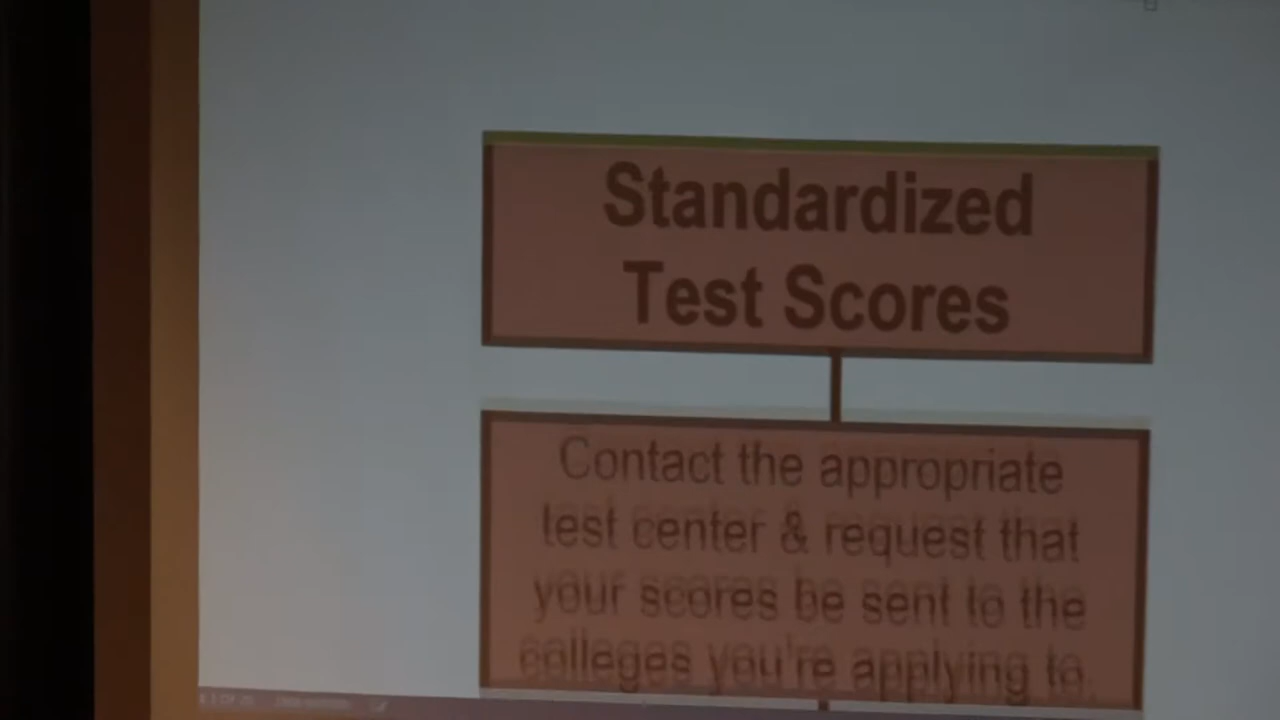 Standardized
Test Scores
Contact the appropriate
test center & request that
your scores be sent to the
colleges you're applying to.